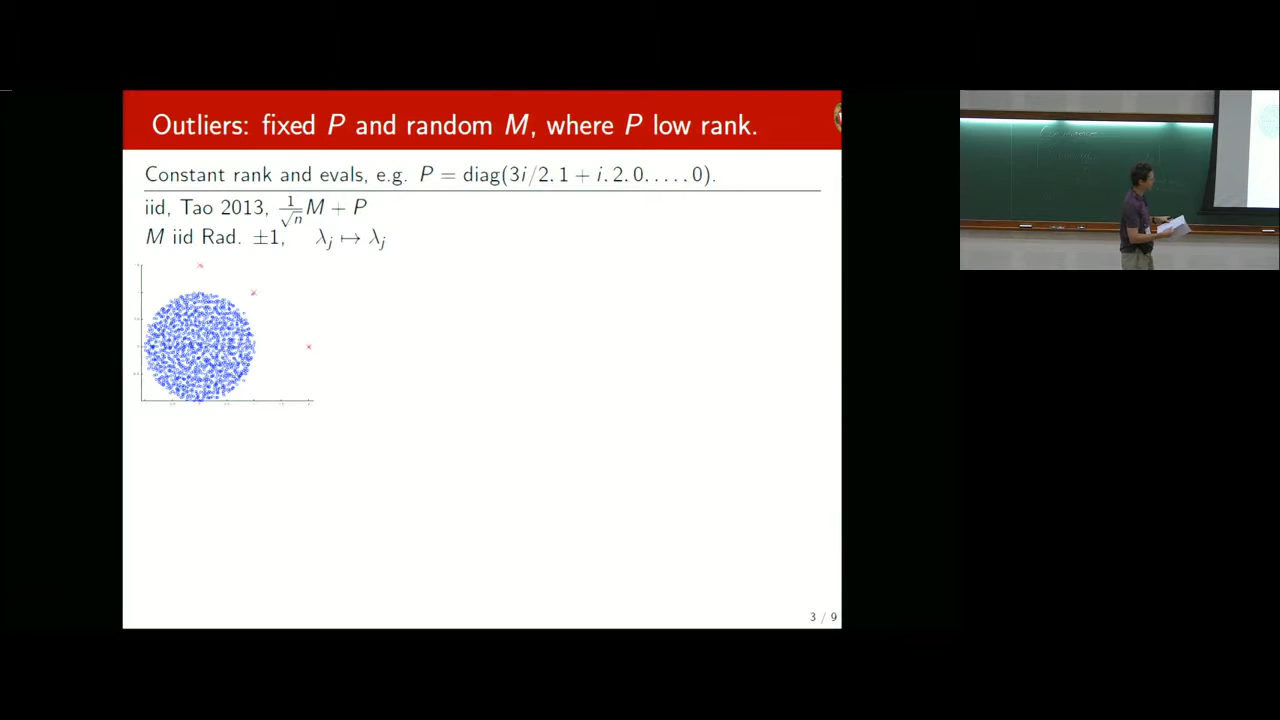 Outliers: fixed P and random M, where P low rank.
Constant rank and evals, e.g. P = diag(3i/2, 1 + i, 2, 0, . . . , 0).
iid, Tao 2013, 1/√n M + P
M iid Rad. ±1, λj ↦ λj
3 / 9